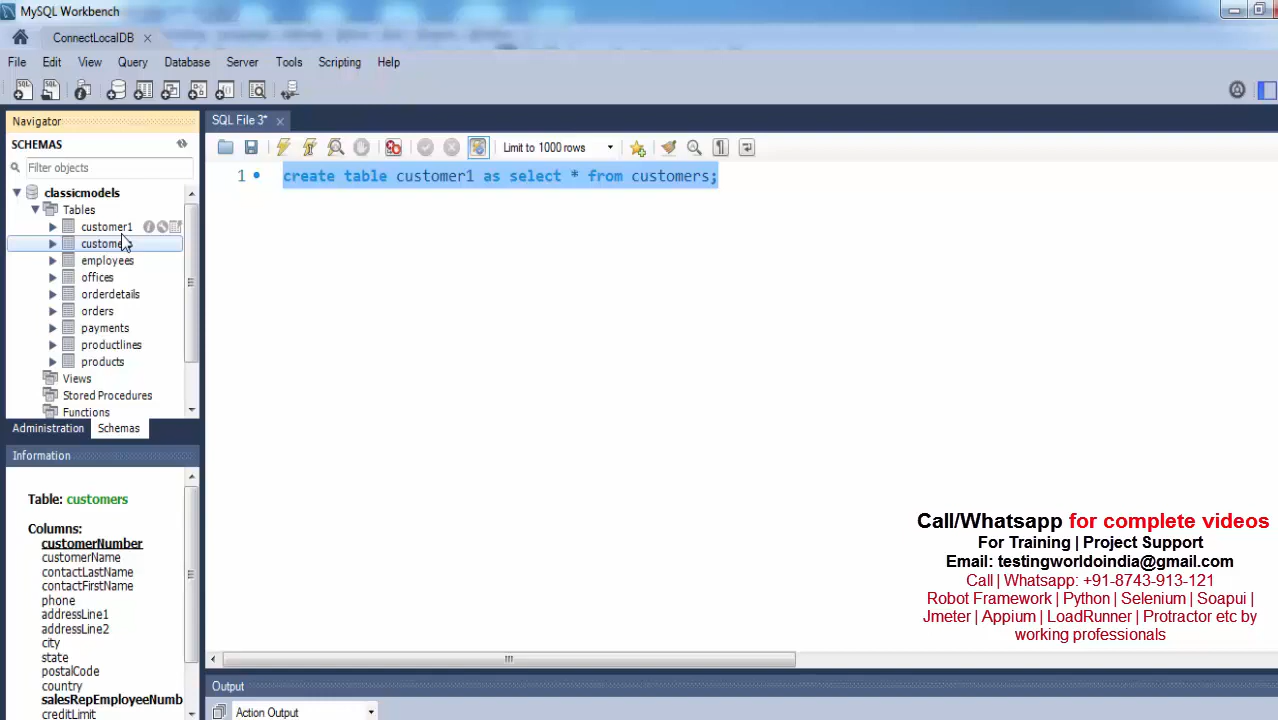 MySQL Workbench
ConnectLocalDB
File Edit View Query Database Server Tools Scripting Help
Navigator
SCHEMAS
Filter objects
classicmodels
Tables
customer1
employees
offices
orderdetails
orders
payments
productlines
products
Views
Stored Procedures
Functions
Administration Schemas
Information
Table: customers
Columns:
customerNumber
customerName
contactLastName
contactFirstName
phone
addressLine1
addressLine2
city
state
postalCode
country
salesRepEmployeeNumb
creditLimit
SQL File 3*
Limit to 1000 rows
1 create table customer1 as select * from customers;
Call/Whatsapp for complete videos
For Training | Project Support
Email: testingworldoindia@gmail.com
Call | Whatsapp: +91-8743-913-121
Robot Framework | Python | Selenium | Soapui |
Jmeter | Appium | LoadRunner | Protractor etc by
working professionals
Output
Action Output